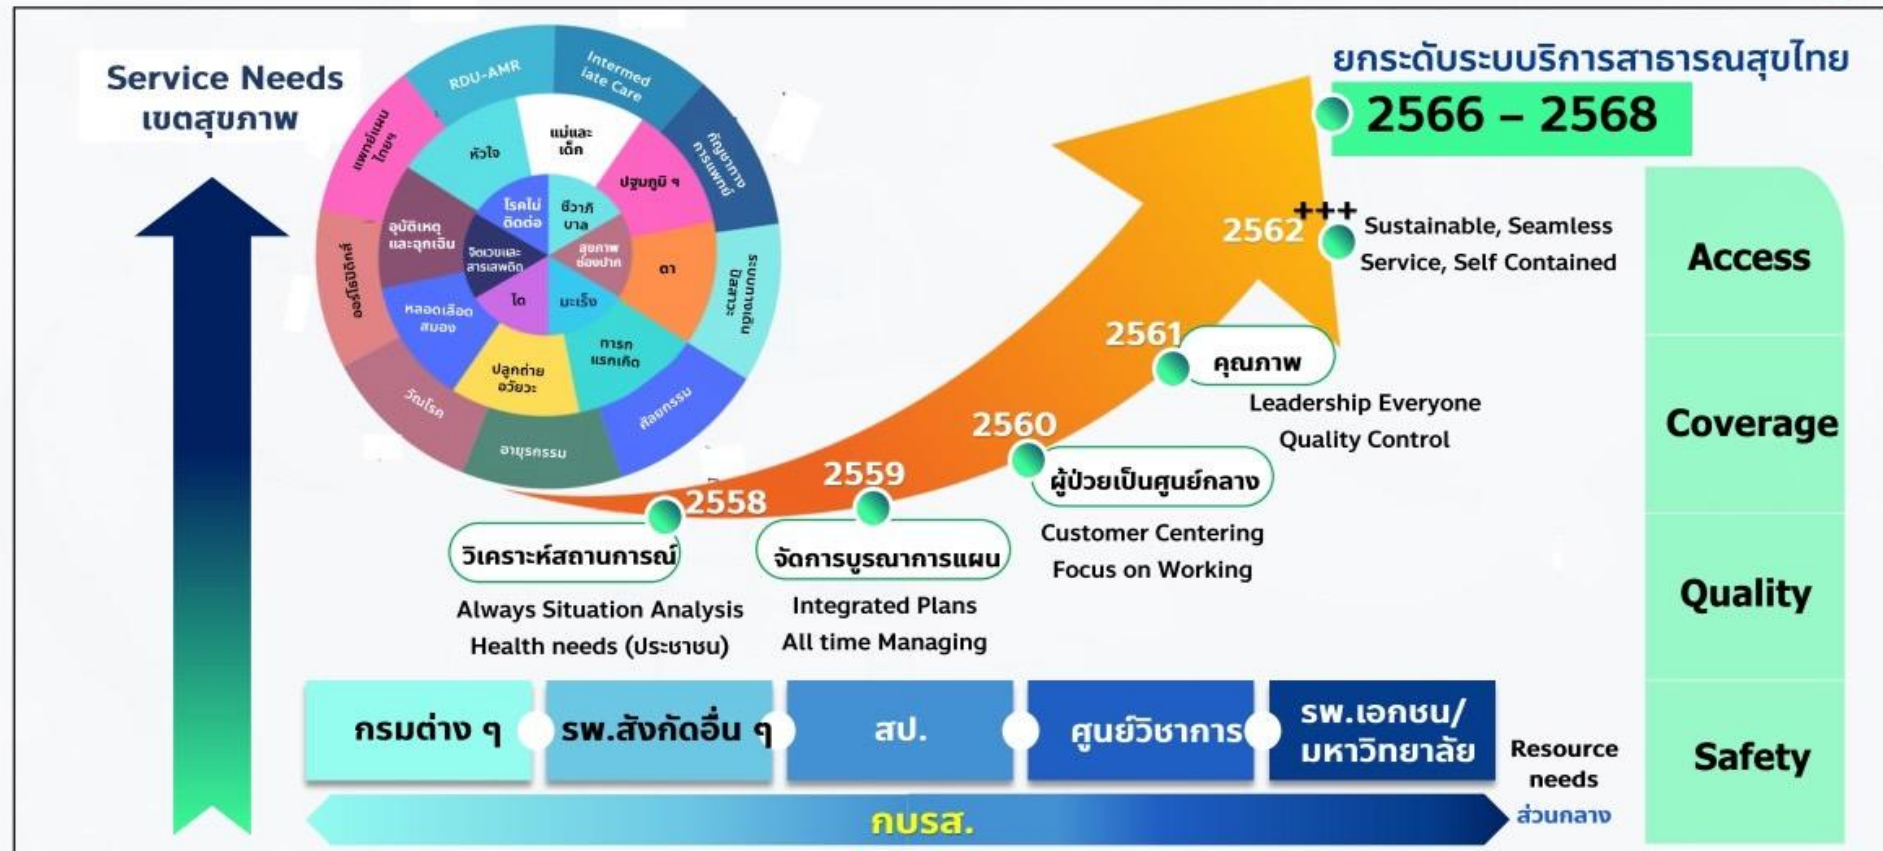 Service Needs
เขตสุขภาพ
RDU-AMR
Intermed
iate Care
กัญชาทาง
การแพทย์
ระบบทางเดิน
ปัสสาวะ
ศัลยกรรม
อายุรกรรม
วัณโรค
ออร์โธปิดิกส์
แพทย์แผน
ไทยฯ
หัวใจ
แม่และ
เด็ก
ปฐมภูมิ ฯ
ตา
ทารก
แรกเกิด
ปลูกถ่าย
อวัยวะ
หลอดเลือด
สมอง
อุบัติเหตุ
และฉุกเฉิน
โรคไม่
ติดต่อ
ชีวาภิ
บาล
สุขภาพ
ช่องปาก
มะเร็ง
ไต
จิตเวชและ
สารเสพติด
ยกระดับระบบบริการสาธารณสุขไทย
2566 – 2568
2562 +++
Sustainable, Seamless
Service, Self Contained
2561
คุณภาพ
Leadership Everyone
Quality Control
2560
ผู้ป่วยเป็นศูนย์กลาง
Customer Centering
Focus on Working
2559
จัดการบูรณาการแผน
Integrated Plans
All time Managing
2558
วิเคราะห์สถานการณ์
Always Situation Analysis
Health needs (ประชาชน)
Access
Coverage
Quality
Safety
กรมต่าง ๆ
รพ.สังกัดอื่น ๆ
สป.
ศูนย์วิชาการ
รพ.เอกชน/
มหาวิทยาลัย
Resource
needs
ส่วนกลาง
กบรส.